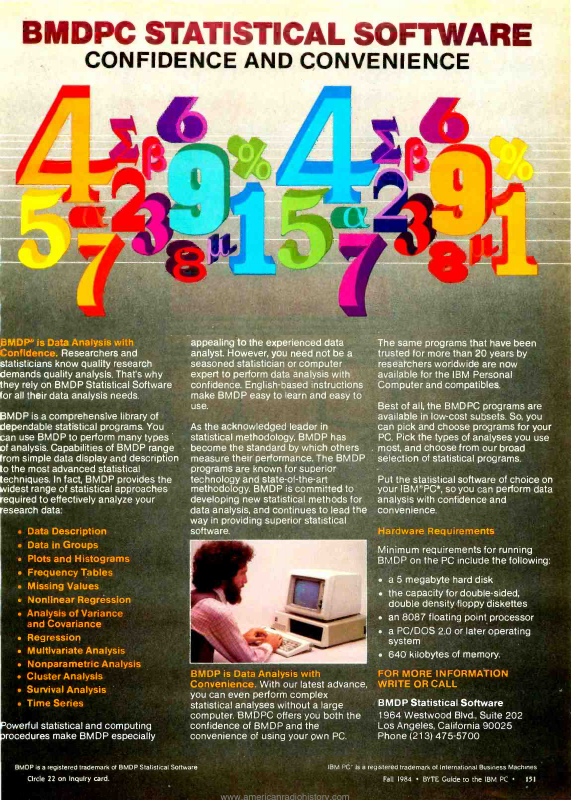 BMDPC STATISTICAL SOFTWARE
CONFIDENCE AND CONVENIENCE
4 Σ 6 β 9 % 5 α 2 3 7 8 μ 1
4 Σ 6 β 9 % 5 α 2 3 7 8 μ 1
BMDP® is Data Analysis with
Confidence. Researchers and
statisticians know quality research
demands quality analysis. That's why
they rely on BMDP Statistical Software
for all their data analysis needs.
BMDP is a comprehensive library of
dependable statistical programs. You
can use BMDP to perform many types
of analysis. Capabilities of BMDP range
from simple data display and description
to the most advanced statistical
techniques. In fact, BMDP provides the
widest range of statistical approaches
required to effectively analyze your
research data:
• Data Description
• Data in Groups
• Plots and Histograms
• Frequency Tables
• Missing Values
• Nonlinear Regression
• Analysis of Variance
and Covariance
• Regression
• Multivariate Analysis
• Nonparametric Analysis
• Cluster Analysis
• Survival Analysis
• Time Series
Powerful statistical and computing
procedures make BMDP especially
appealing to the experienced data
analyst. However, you need not be a
seasoned statistician or computer
expert to perform data analysis with
confidence. English-based instructions
make BMDP easy to learn and easy to
use.
As the acknowledged leader in
statistical methodology, BMDP has
become the standard by which others
measure their performance. The BMDP
programs are known for superior
technology and state-of-the-art
methodology. BMDP is committed to
developing new statistical methods for
data analysis, and continues to lead the
way in providing superior statistical
software.
BMDP is Data Analysis with
Convenience. With our latest advance,
you can even perform complex
statistical analyses without a large
computer. BMDPC offers you both the
confidence of BMDP and the
convenience of using your own PC.
The same programs that have been
trusted for more than 20 years by
researchers worldwide are now
available for the IBM Personal
Computer and compatibles.
Best of all, the BMDPC programs are
available in low-cost subsets. So, you
can pick and choose programs for your
PC. Pick the types of analyses you use
most, and choose from our broad
selection of statistical programs.
Put the statistical software of choice on
your IBM®PC®, so you can perform data
analysis with confidence and
convenience.
Hardware Requirements
Minimum requirements for running
BMDP on the PC include the following:
• a 5 megabyte hard disk
• the capacity for double-sided,
double density floppy diskettes
• an 8087 floating point processor
• a PC/DOS 2.0 or later operating
system
• 640 kilobytes of memory.
FOR MORE INFORMATION
WRITE OR CALL
BMDP Statistical Software
1964 Westwood Blvd., Suite 202
Los Angeles, California 90025
Phone (213) 475-5700
BMDP is a registered trademark of BMDP Statistical Software
IBM PC® is a registered trademark of International Business Machines
Circle 22 on inquiry card.
Fall 1984 • BYTE Guide to the IBM PC • 151
www.americanradiohistory.com